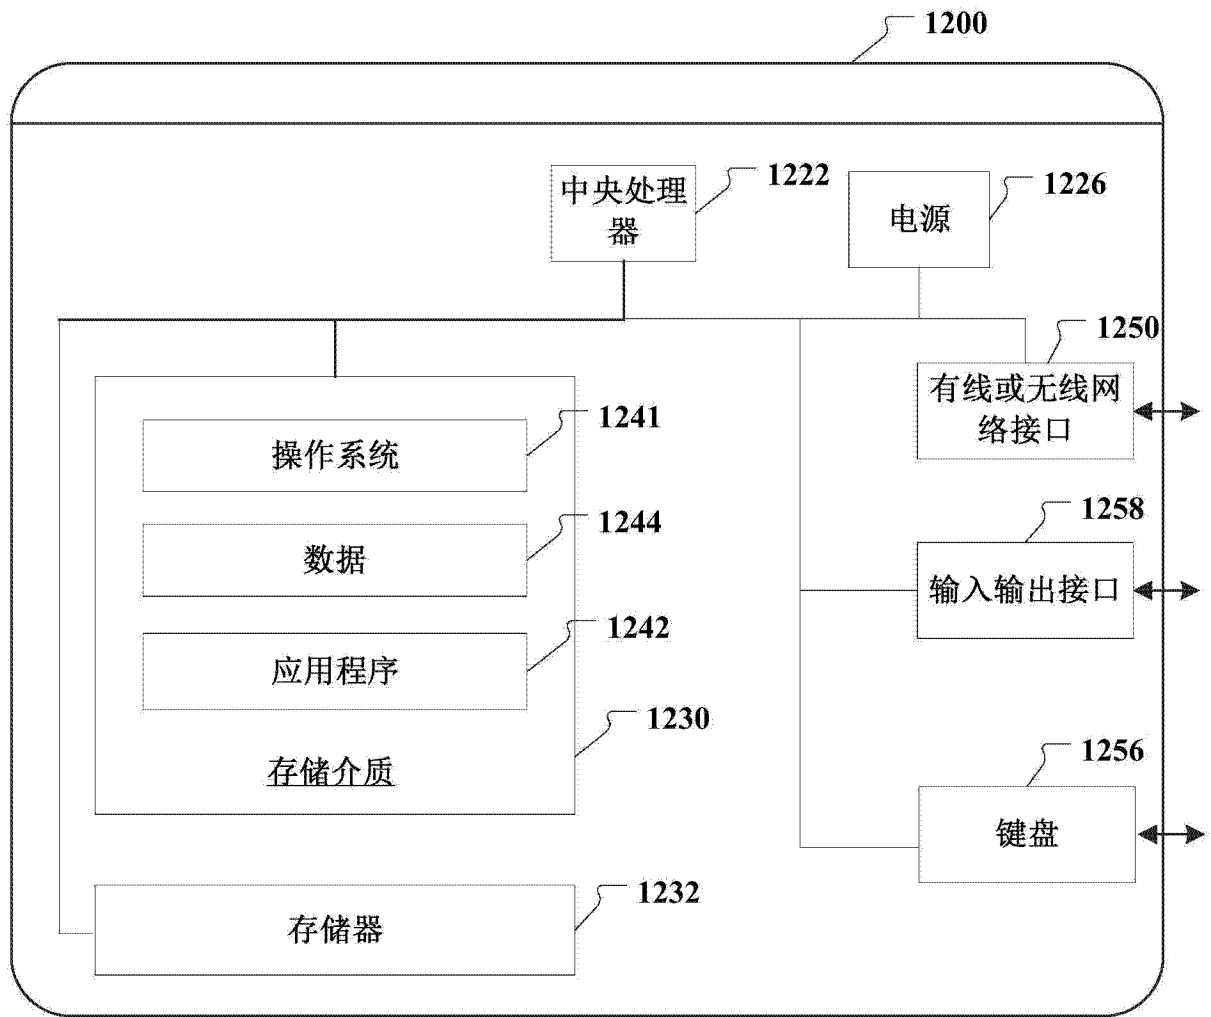 1200
中央处理
器
1222
电源
1226
1250
有线或无线网
络接口
操作系统
1241
数据
1244
1258
输入输出接口
应用程序
1242
1230
存储介质
1256
键盘
存储器
1232